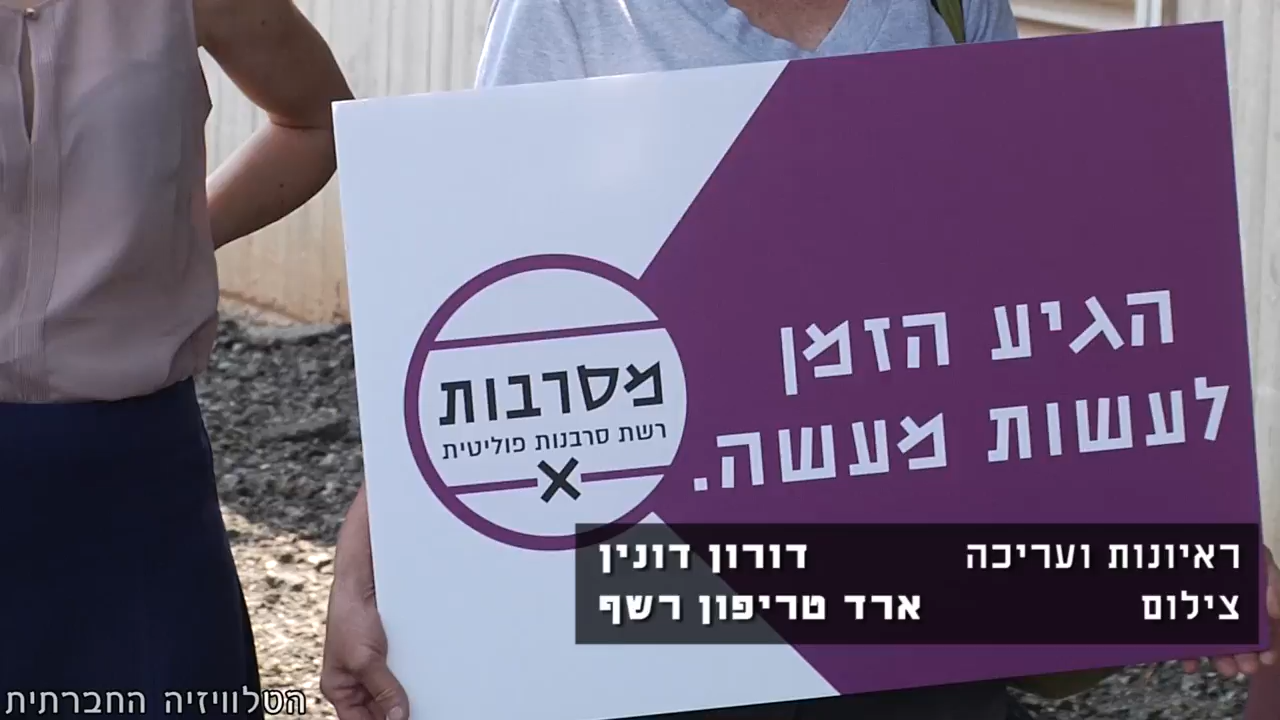 הגיע הזמן
לעשות מעשה.
מסרבות
רשת סרבנות פוליטית
ראיונות ועריכה דורון דונין
צילום ארד טריפון רשף
הטלוויזיה החברתית